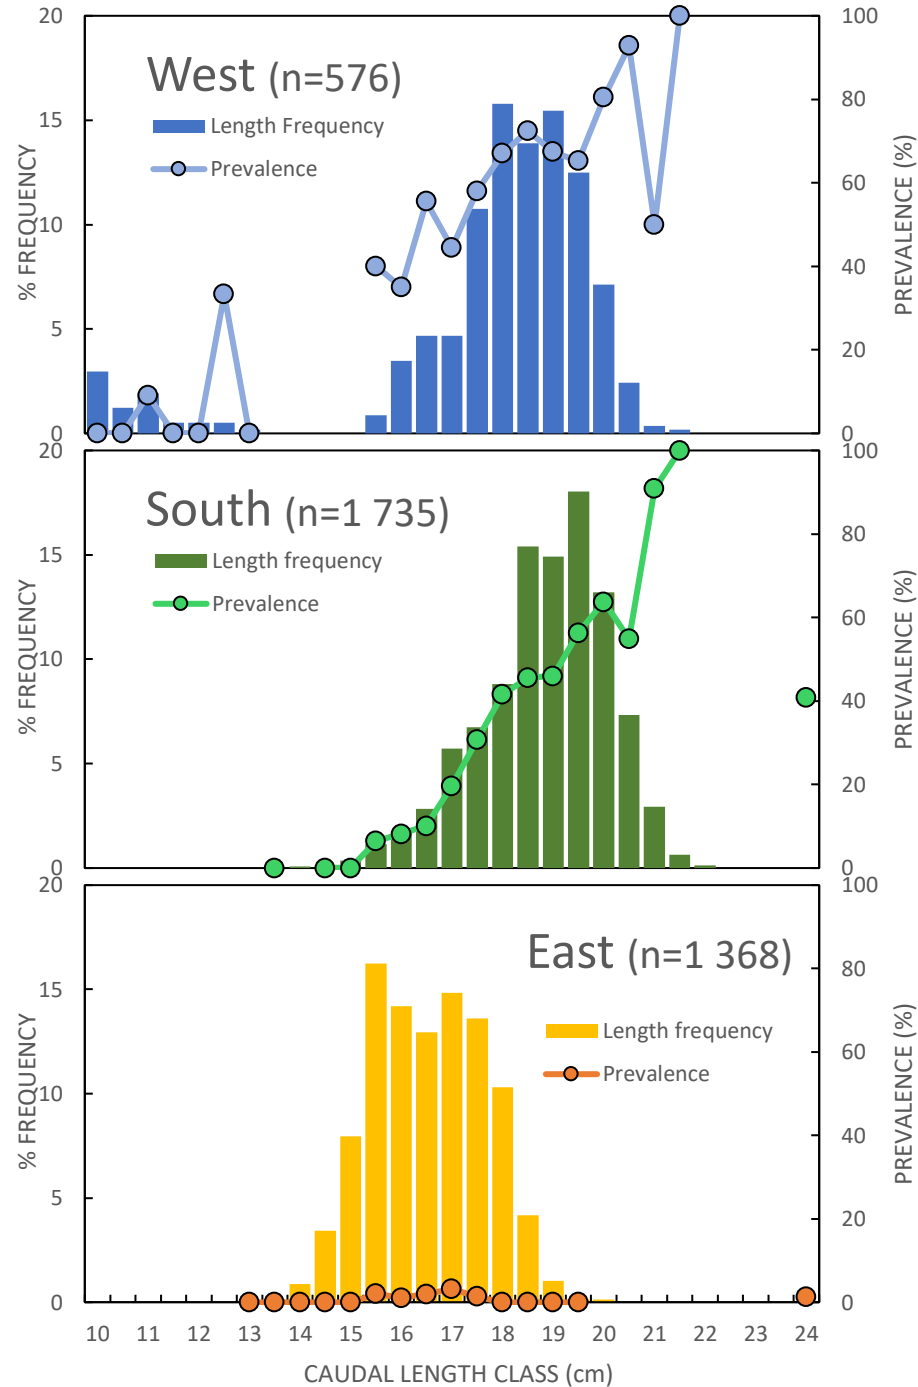 20
15
10
5
0
% FREQUENCY
West (n=576)
Length Frequency
Prevalence
100
80
60
40
20
0
PREVALENCE (%)
20
15
10
5
0
% FREQUENCY
South (n=1 735)
Length frequency
Prevalence
100
80
60
40
20
0
PREVALENCE (%)
20
15
10
5
0
% FREQUENCY
East (n=1 368)
Length frequency
Prevalence
100
80
60
40
20
0
PREVALENCE (%)
10 11 12 13 14 15 16 17 18 19 20 21 22 23 24
CAUDAL LENGTH CLASS (cm)